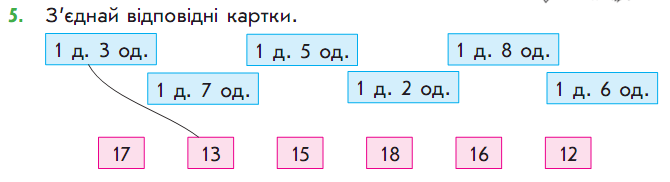 5. З’єднай відповідні картки.
1 д. 3 од. 1 д. 5 од. 1 д. 8 од.
1 д. 7 од. 1 д. 2 од. 1 д. 6 од.
17 13 15 18 16 12